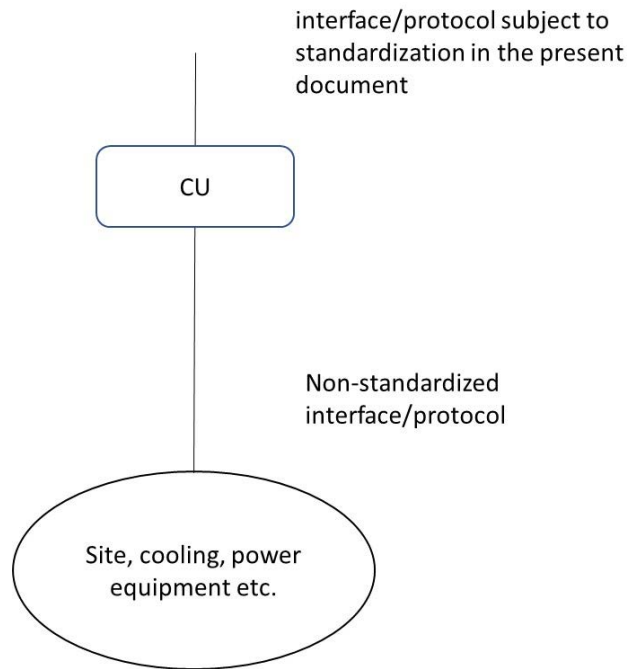 interface/protocol subject to
standardization in the present
document
CU
Non-standardized
interface/protocol
Site, cooling, power
equipment etc.